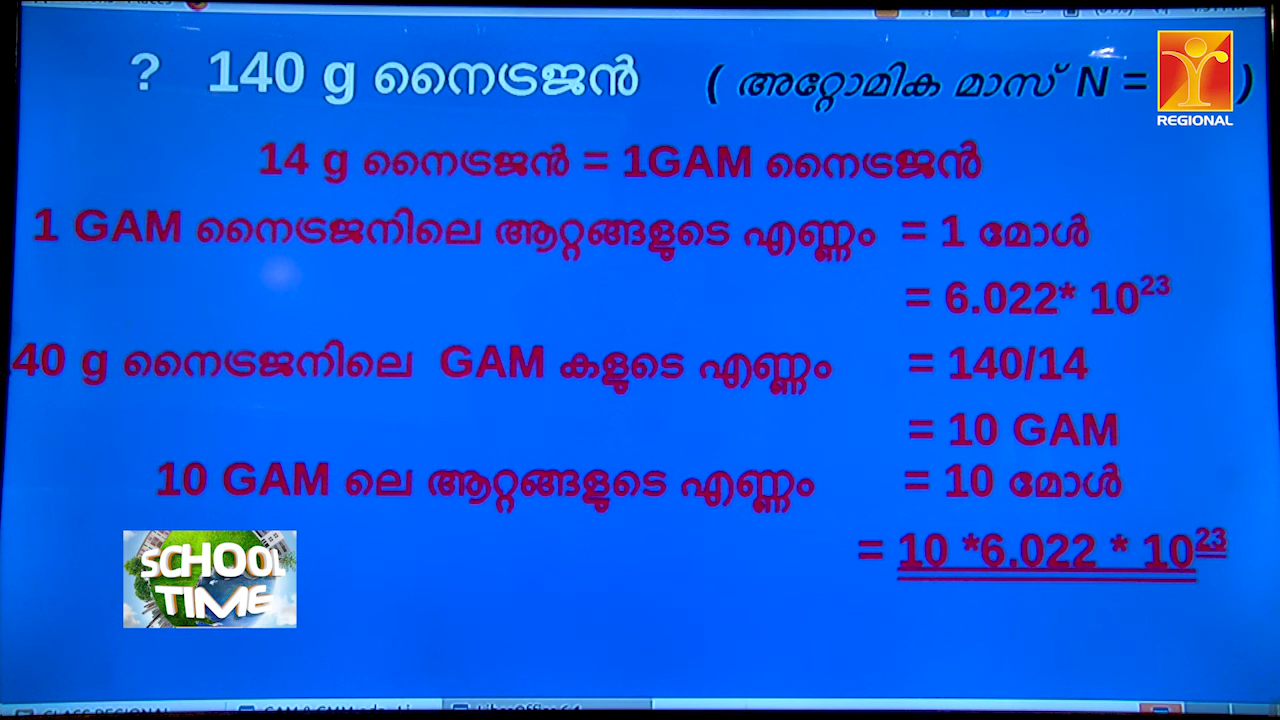 ? 140 g നൈട്രജൻ ( അറ്റോമിക മാസ് N = )
REGIONAL
14 g നൈട്രജൻ = 1GAM നൈട്രജൻ
1 GAM നൈട്രജനിലെ ആറ്റങ്ങളുടെ എണ്ണം = 1 മോൾ
= 6.022* 10²³
40 g നൈട്രജനിലെ GAM കളുടെ എണ്ണം = 140/14
= 10 GAM
10 GAM ലെ ആറ്റങ്ങളുടെ എണ്ണം = 10 മോൾ
= 10 *6.022 * 10²³
SCHOOL
TIME